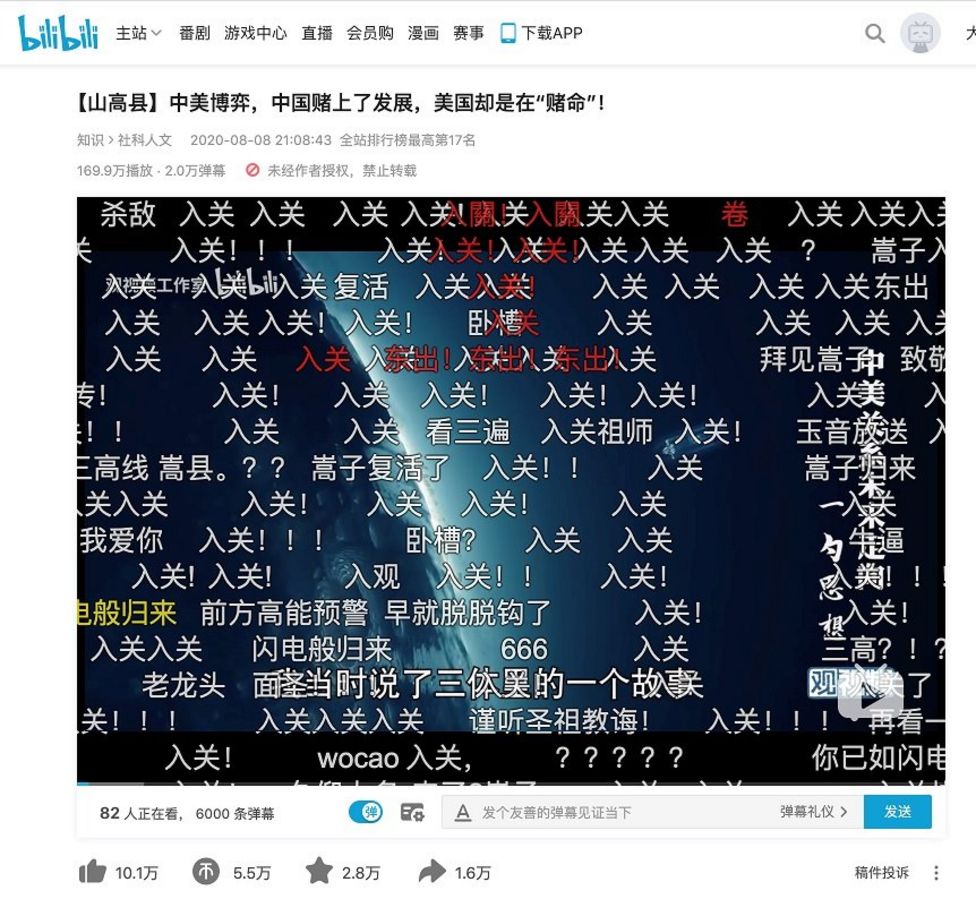 bilibili 主站 番剧 游戏中心 直播 会员购 漫画 赛事 下载APP 大
【山高县】中美博弈，中国赌上了发展，美国却是在“赌命”！
知识 > 社科人文 2020-08-08 21:08:43 全站排行榜最高第17名
169.9万播放 · 2.0万弹幕 未经作者授权，禁止转载
杀敌 入关 入关 入关 入关! 入關! 入关 入關 入关入关 卷 入关 入关入关
关 入关！！！ 入关! 入关! 入关! 入关 入关 入关 ？ 嵩子入
入关 工作室 bilibili 入关 复活 入关 入关! 入关 入关 入关 入关 东出
入关 入关 入关! 入关! 卧槽 入关 入关 入关 入关 入关
入关 入关 入关 入关 东出! 东出! 东出! 入关 拜见嵩子 致敬
传! 入关! 入关 入关! 入关! 入关! 入关 入
！！ 入关 入关 看三遍 入关祖师 入关! 玉音放送 入
三高线 嵩县。？？ 嵩子复活了 入关！！ 入关 嵩子归来
入关入关 入关! 入关 入关! 入关 入关
我爱你 入关！！！ 卧槽? 入关 入关 牛逼
入关! 入关! 入观 入关！！ 入关! 入关！！
电般归来 前方高能预警 早就脱脱钩了 入关! 入关!
入关入关 闪电般归来 666 入关 三高?！?
老龙头 我当时说了三体里的一个故事 入关 观视频 关了
关！！！ 入关入关入关 谨听圣祖教诲! 入关！！！ 再看一
入关! wocao 入关， ？？？？？ 你已如闪电
中美
一勺思想
82 人正在看， 6000 条弹幕 弹 发个友善的弹幕见证当下 弹幕礼仪 > 发送
10.1万 5.5万 2.8万 1.6万 稿件投诉